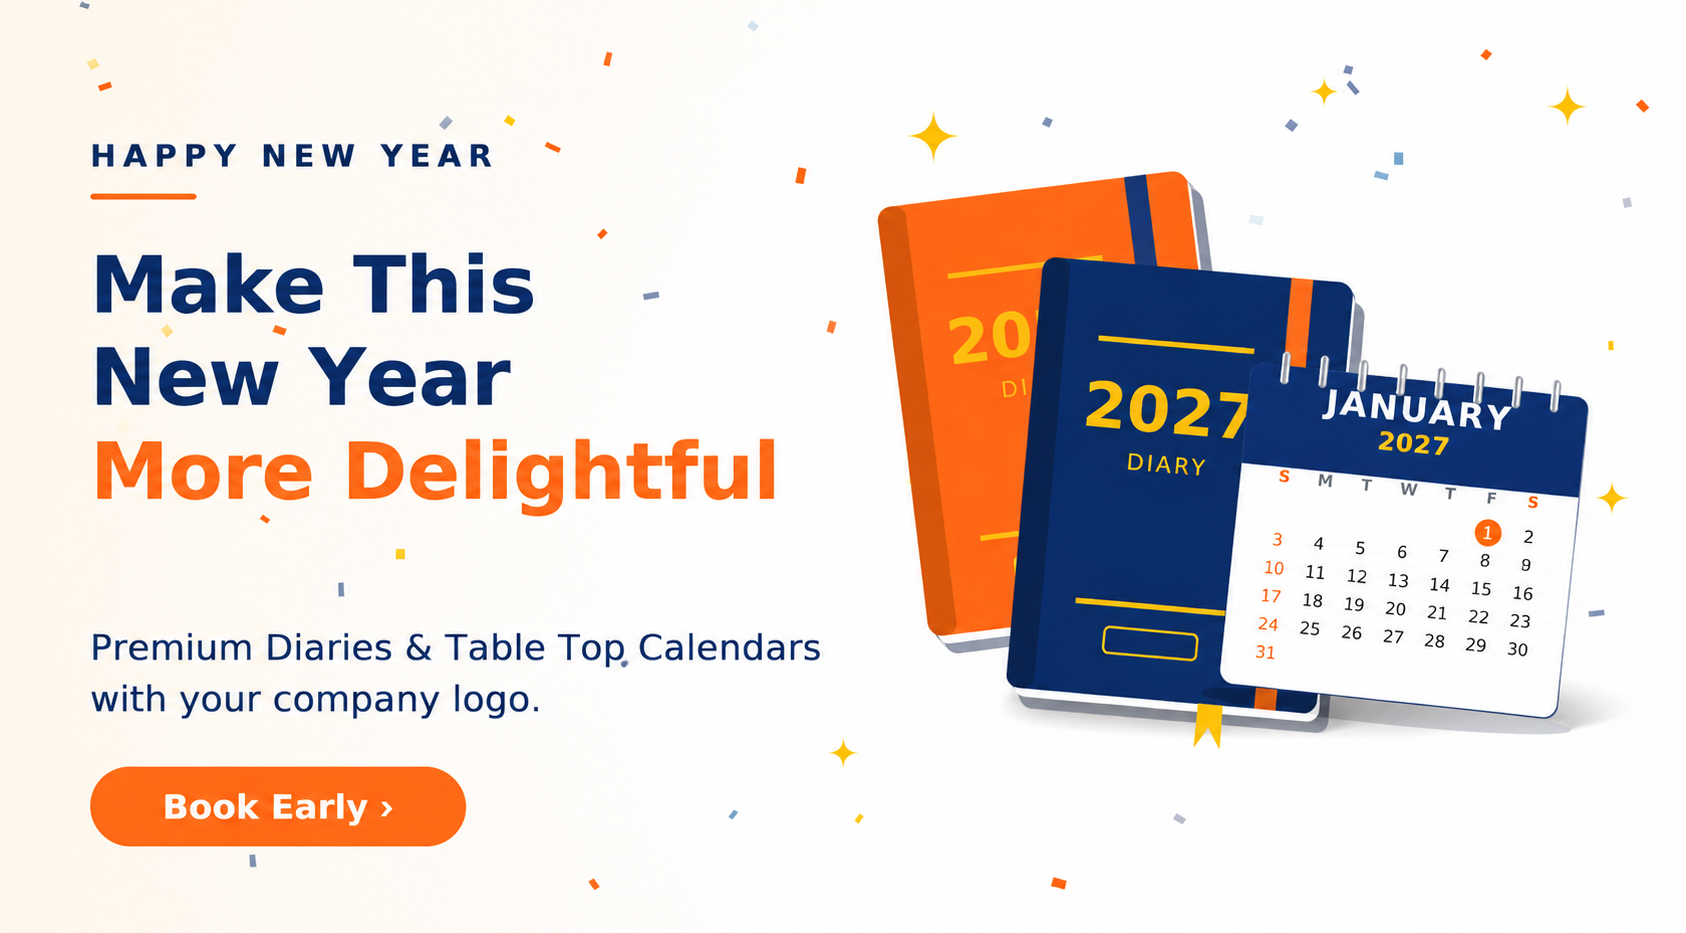 HAPPY NEW YEAR
Make This
New Year
More Delightful
Premium Diaries & Table Top Calendars
with your company logo.
Book Early ›
20
DI
2027
DIARY
JANUARY
2027
S M T W T F S
1 2
3 4 5 6 7 8 9
10 11 12 13 14 15 16
17 18 19 20 21 22 23
24 25 26 27 28 29 30
31